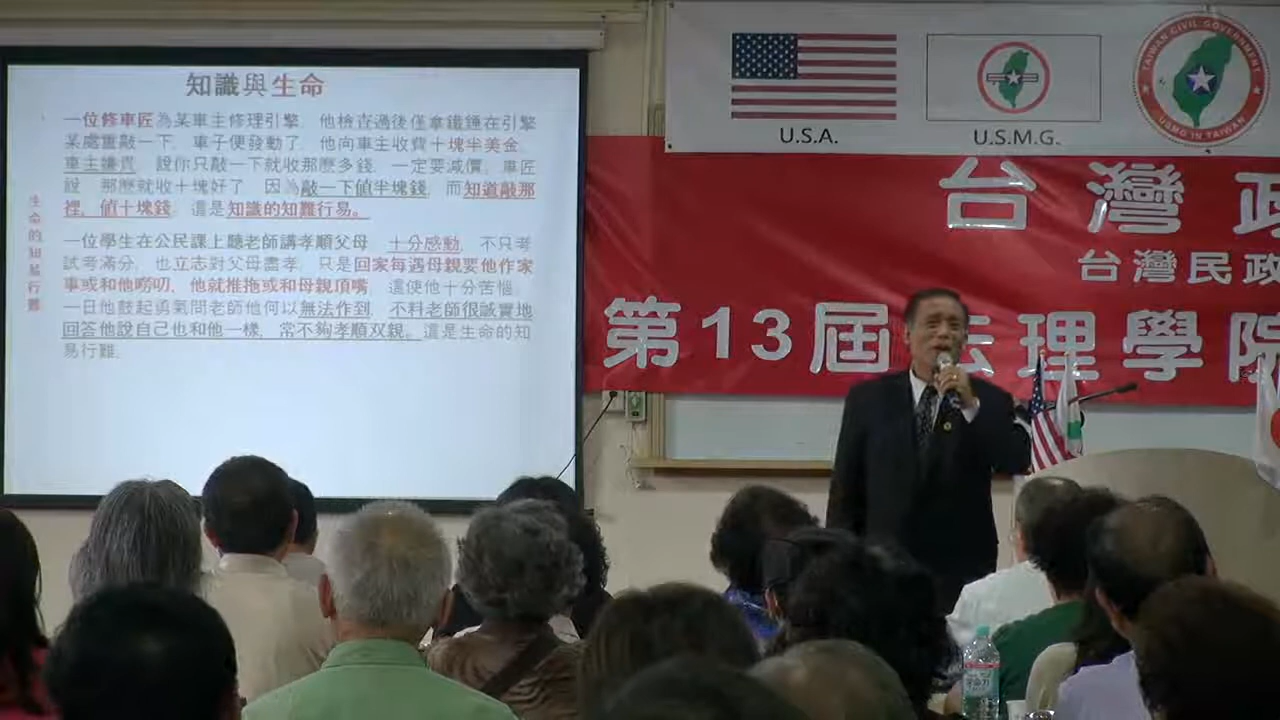 知識與生命
一位修車匠為某車主修理引擎 他檢查過後僅拿鐵錘在引擎
某處重敲一下 車子便發動了 他向車主收費十塊半美金
車主嫌貴 說你只敲一下就收那麼多錢 一定要減價 車匠
說 那麼就收十塊好了 因為敲一下值半塊錢 而知道敲那
裡，值十塊錢 這是知識的知難行易。
生命的知易行難
一位學生在公民課上聽老師講孝順父母 十分感動，不只考
試考滿分，也立志對父母盡孝，只是回家每遇母親要他作家
事或和他嘮叨，他就推拖或和母親頂嘴 這使他十分苦惱，
一日他鼓起勇氣問老師他何以無法作到 不料老師很誠實地
回答他說自己也和他一樣，常不夠孝順双親。這是生命的知
易行難
U.S.A.
U.S.M.G.
TAIWAN CIVIL GOVERNMENT
USMG IN TAIWAN
台灣政
台灣民政
第13屆法理學院